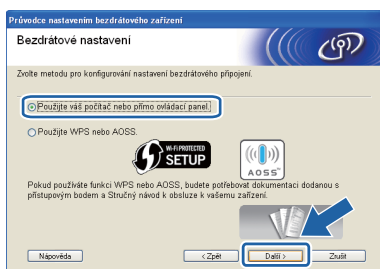 Průvodce nastavením bezdrátového zařízení
Bezdrátové nastavení
Zvolte metodu pro konfigurování nastavení bezdrátového připojení.
Použijte váš počítač nebo přímo ovládací panel.
Použijte WPS nebo AOSS.
Wi-Fi PROTECTED
SETUP
AOSS
Pokud používáte funkci WPS nebo AOSS, budete potřebovat dokumentaci dodanou s
přístupovým bodem a Stručný návod k obsluze k vašemu zařízení.
Nápověda
< Zpět
Další >
Zrušit